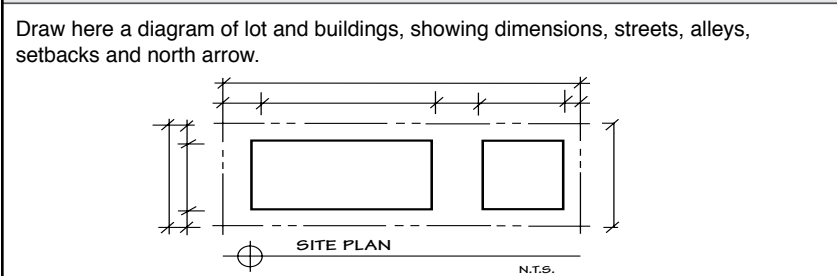 Draw here a diagram of lot and buildings, showing dimensions, streets, alleys,
setbacks and north arrow.
SITE PLAN
N.T.S.